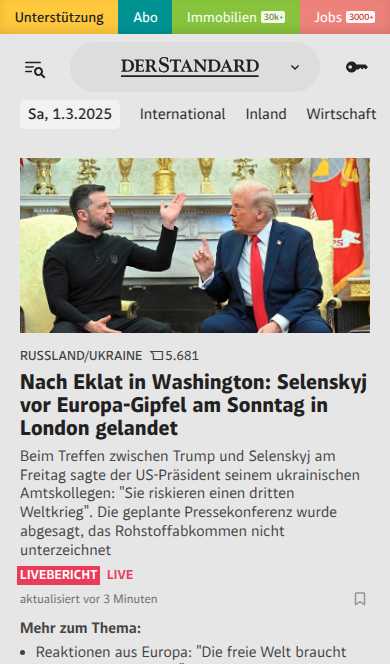 Unterstützung Abo Immobilien 30k+ Jobs 3000+
DERSTANDARD
Sa, 1.3.2025 International Inland Wirtschaft
RUSSLAND/UKRAINE 5.681
Nach Eklat in Washington: Selenskyj
vor Europa-Gipfel am Sonntag in
London gelandet
Beim Treffen zwischen Trump und Selenskyj am
Freitag sagte der US-Präsident seinem ukrainischen
Amtskollegen: "Sie riskieren einen dritten
Weltkrieg". Die geplante Pressekonferenz wurde
abgesagt, das Rohstoffabkommen nicht
unterzeichnet
LIVEBERICHT LIVE
aktualisiert vor 3 Minuten
Mehr zum Thema:
• Reaktionen aus Europa: "Die freie Welt braucht